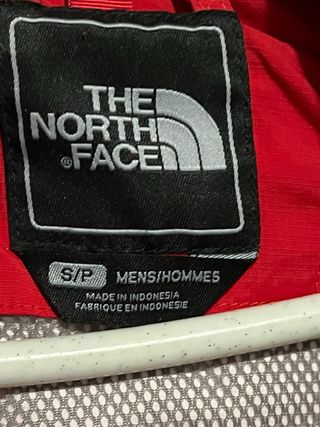 THE
NORTH
FACE
®
S/P MENS/HOMMES
MADE IN INDONESIA
FABRIQUE EN INDONESIE